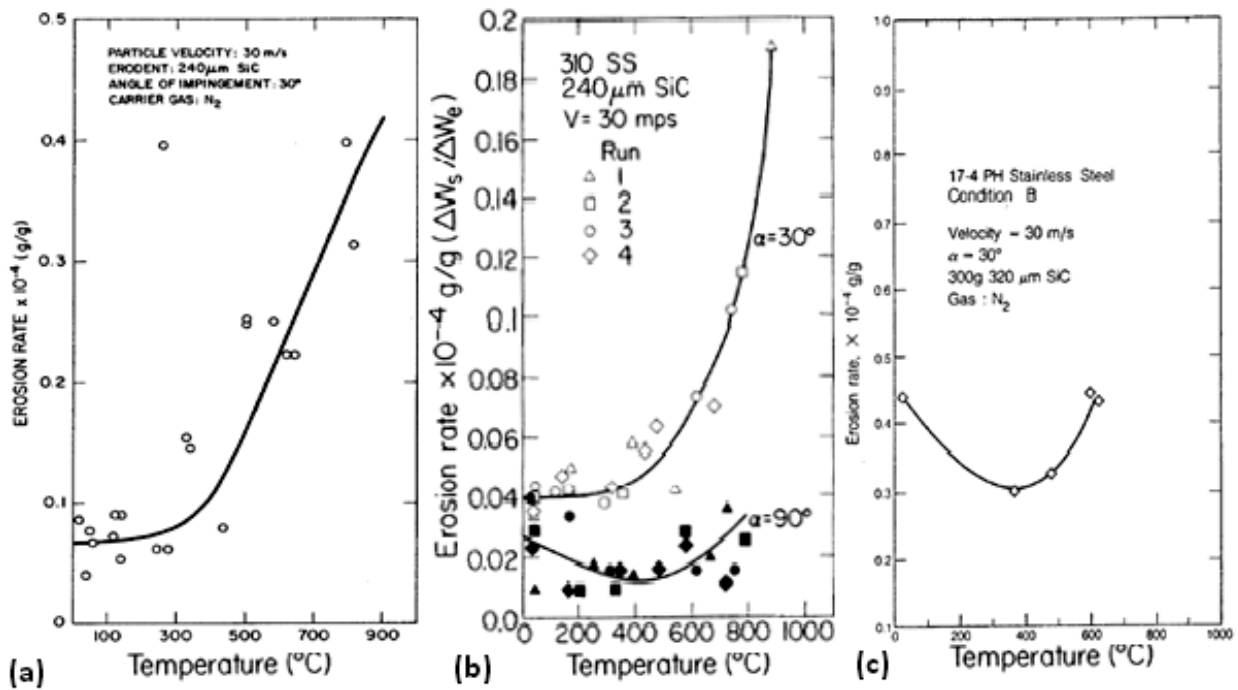 PARTICLE VELOCITY: 30 m/s
ERODENT: 240μm SiC
ANGLE OF IMPINGEMENT: 30°
CARRIER GAS: N2
EROSION RATE x 10⁻⁴ (g/g)
0.5
0.4
0.3
0.2
0.1
0
100
300
500
700
900
Temperature (°C)
(a)
310 SS
240μm SiC
V = 30 mps
Run
1
2
3
4
α=30°
α=90°
Erosion rate ×10⁻⁴ g/g (ΔWs/ΔWe)
0.20
0.18
0.16
0.14
0.12
0.10
0.08
0.06
0.04
0.02
0.0
0
200
400
600
800
1000
Temperature (°C)
(b)
17-4 PH Stainless Steel
Condition B
Velocity = 30 m/s
α = 30°
300g 320 μm SiC
Gas : N2
Erosion rate, × 10⁻⁴ g/g
1.0
0.9
0.8
0.7
0.6
0.5
0.4
0.3
0.2
0.1
0
200
400
600
800
1000
Temperature (°C)
(c)